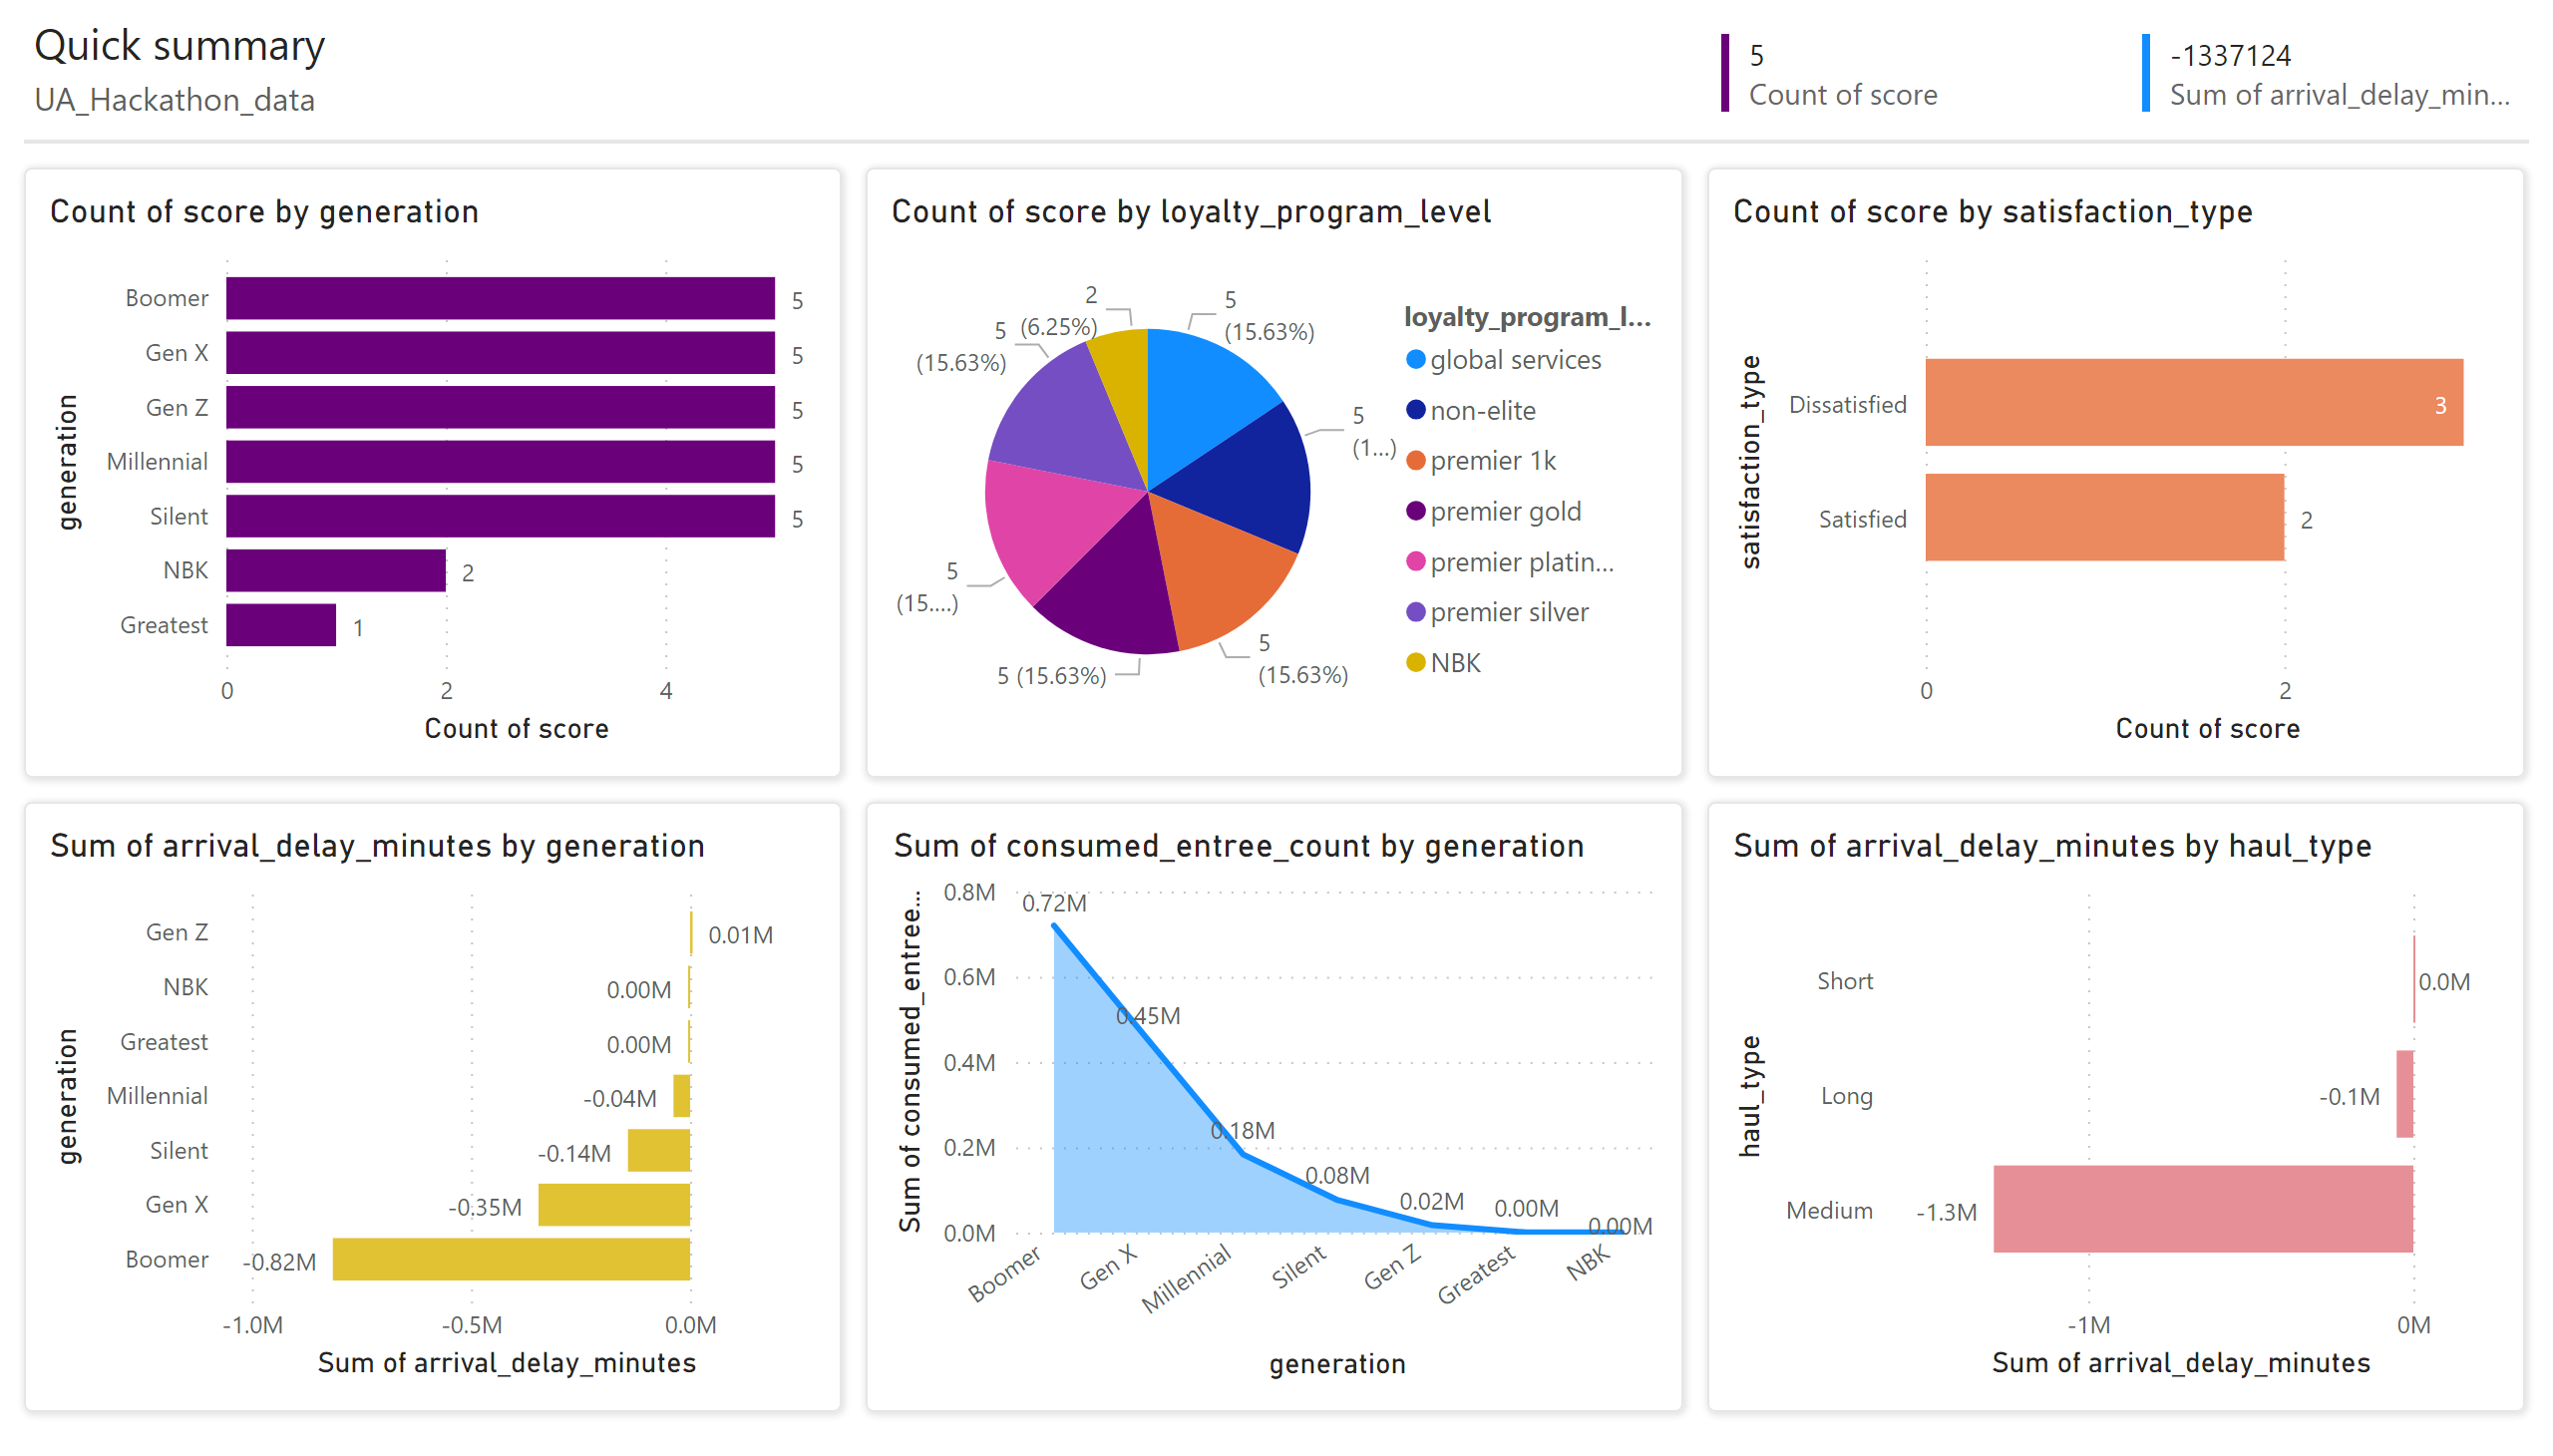 Quick summary
UA_Hackathon_data
5
Count of score
-1337124
Sum of arrival_delay_min...
Count of score by generation
generation
Boomer
5
Gen X
5
Gen Z
5
Millennial
5
Silent
5
NBK
2
Greatest
1
0 2 4
Count of score
Count of score by loyalty_program_level
2
(6.25%)
5
(15.63%)
5
(15.63%)
5
(1...)
5
(15....)
5
(15.63%)
5 (15.63%)
loyalty_program_l...
global services
non-elite
premier 1k
premier gold
premier platin...
premier silver
NBK
Count of score by satisfaction_type
satisfaction_type
Dissatisfied
3
Satisfied
2
0 2
Count of score
Sum of arrival_delay_minutes by generation
generation
Gen Z
0.01M
NBK
0.00M
Greatest
0.00M
Millennial
-0.04M
Silent
-0.14M
Gen X
-0.35M
Boomer
-0.82M
-1.0M -0.5M 0.0M
Sum of arrival_delay_minutes
Sum of consumed_entree_count by generation
Sum of consumed_entree...
0.8M
0.6M
0.4M
0.2M
0.0M
0.72M
0.45M
0.18M
0.08M
0.02M
0.00M
0.00M
Boomer
Gen X
Millennial
Silent
Gen Z
Greatest
NBK
generation
Sum of arrival_delay_minutes by haul_type
haul_type
Short
0.0M
Long
-0.1M
Medium
-1.3M
-1M 0M
Sum of arrival_delay_minutes